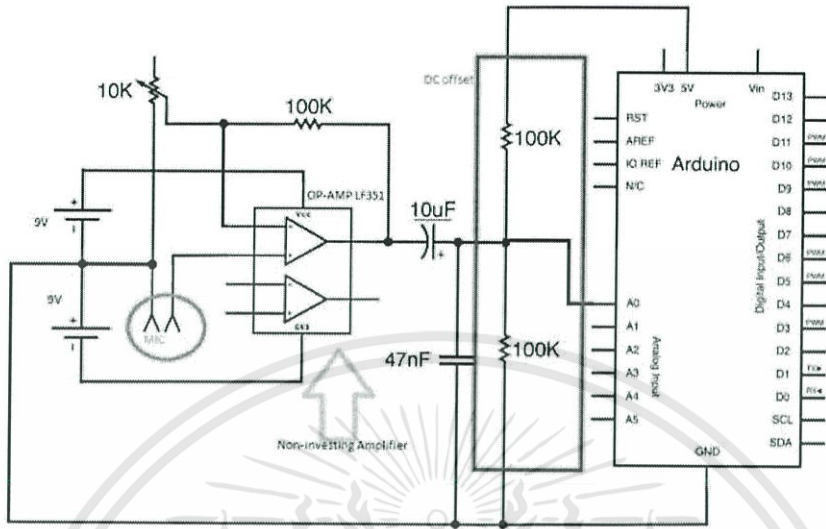 10K
100K
DC offset
9V
OP-AMP LF351
Vcc
10uF
+
9V
MIC
47nF
100K
100K
Non-investing Amplifier
3V3 5V
Vin
Power
RST
AREF
IO REF
N/C
Arduino
A0
A1
A2
A3
A4
A5
Analog Input
Digital Input/Output
D13
D12
D11
PWM
D10
PWM
D9
PWM
D8
D7
D6
PWM
D5
PWM
D4
D3
PWM
D2
D1
D0
SCL
SDA
GND